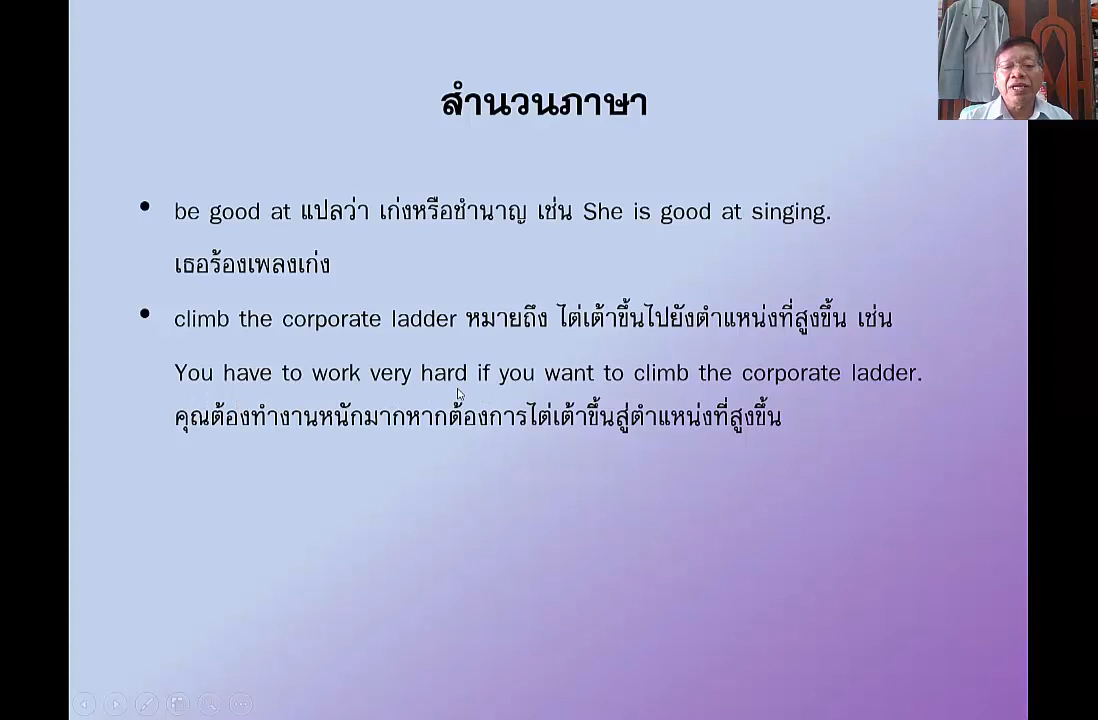 สำนวนภาษา
• be good at แปลว่า เก่งหรือชำนาญ เช่น She is good at singing.
เธอร้องเพลงเก่ง
• climb the corporate ladder หมายถึง ไต่เต้าขึ้นไปยังตำแหน่งที่สูงขึ้น เช่น
You have to work very hard if you want to climb the corporate ladder.
คุณต้องทำงานหนักมากหากต้องการไต่เต้าขึ้นสู่ตำแหน่งที่สูงขึ้น